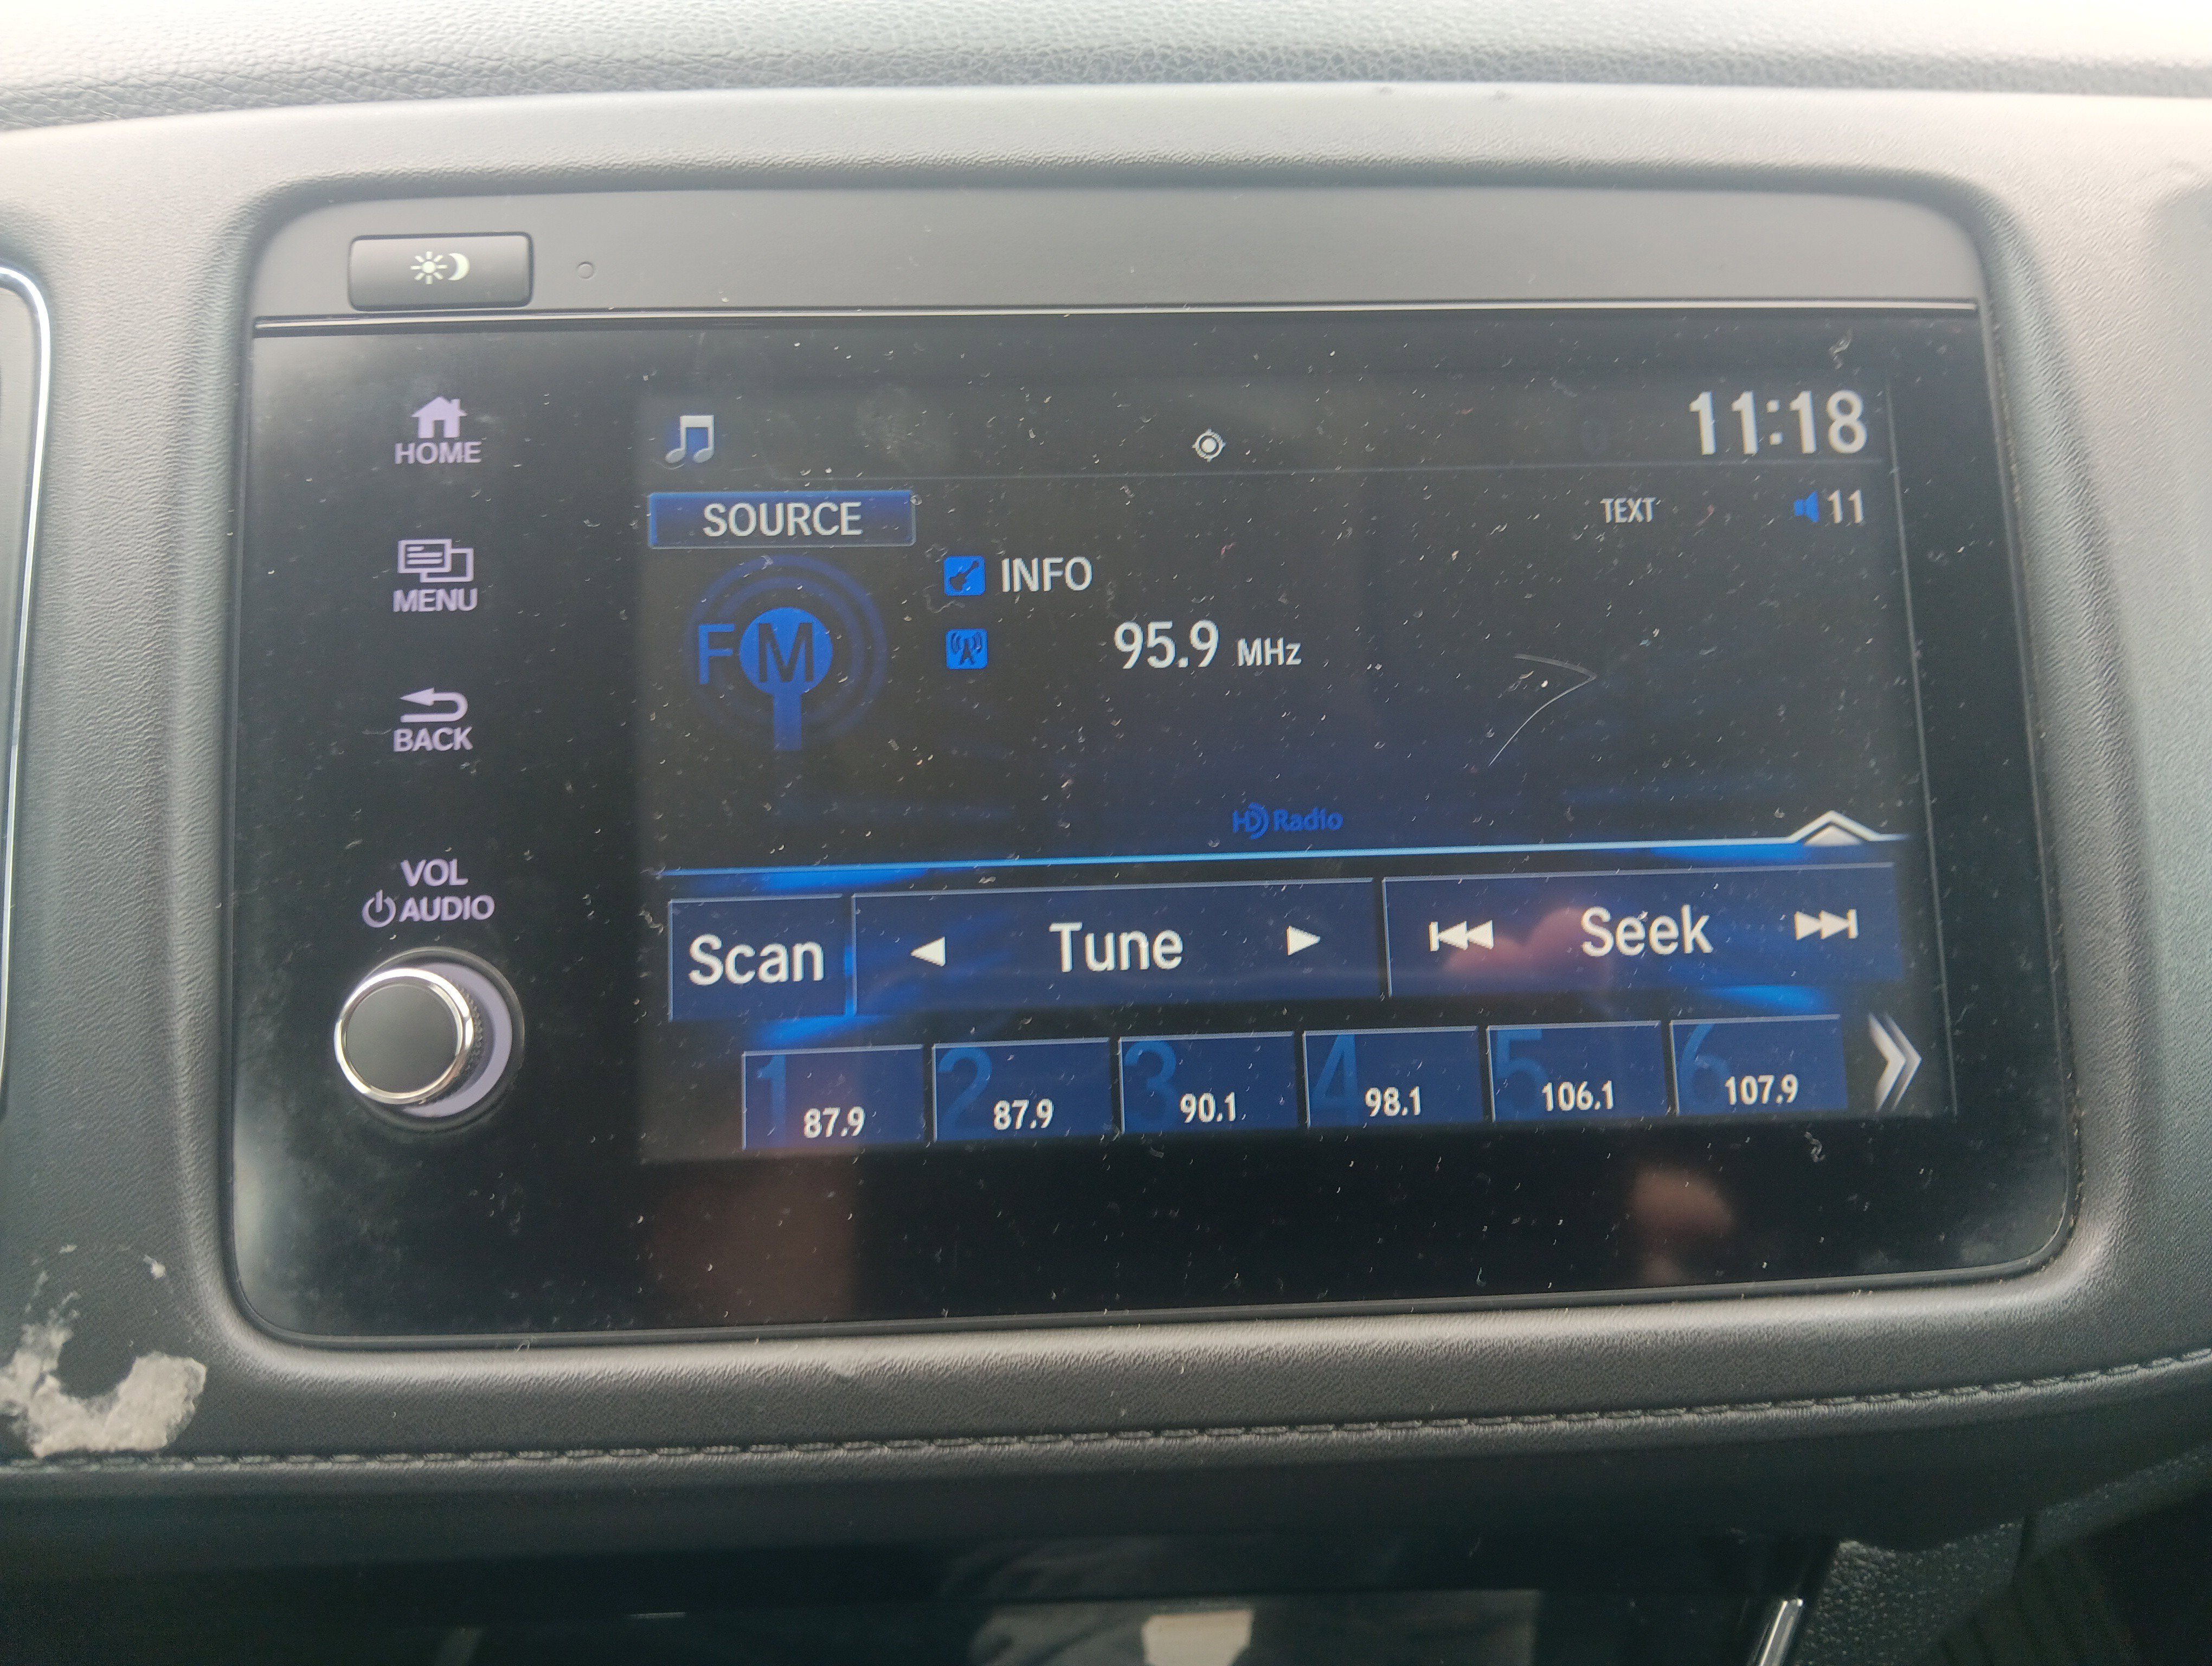 11:18
HOME
SOURCE
TEXT 11
INFO
MENU
FM
95.9 MHz
BACK
HD Radio
VOL
AUDIO
Scan Tune Seek
1 2 3 4 5 6
87.9 87.9 90.1 98.1 106.1 107.9